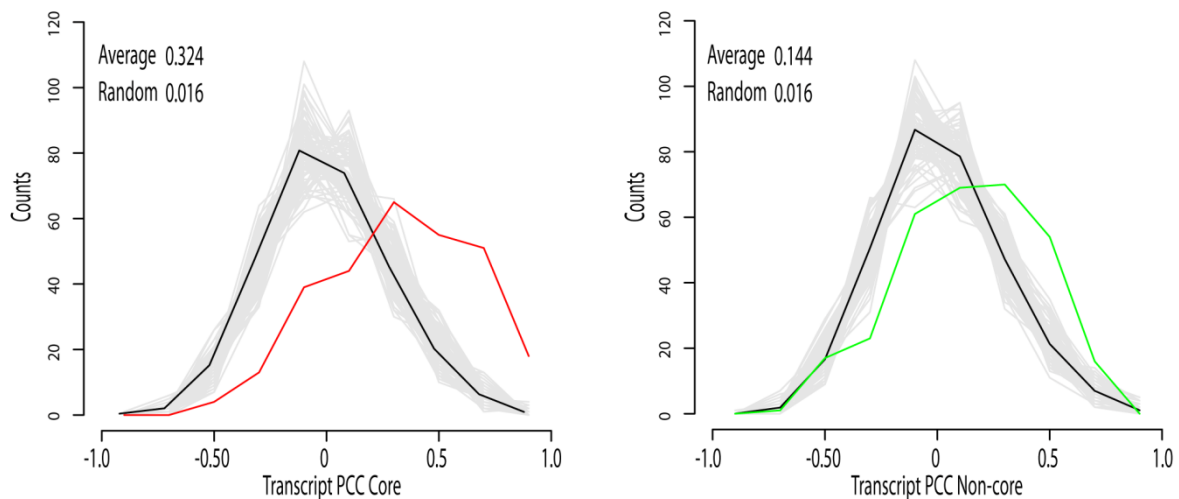 120
100
80
60
40
20
0
Counts
Average 0.324
Random 0.016
-1.0 -0.50 0 0.5 1.0
Transcript PCC Core
120
100
80
60
40
20
0
Counts
Average 0.144
Random 0.016
-1.0 -0.50 0 0.5 1.0
Transcript PCC Non-core